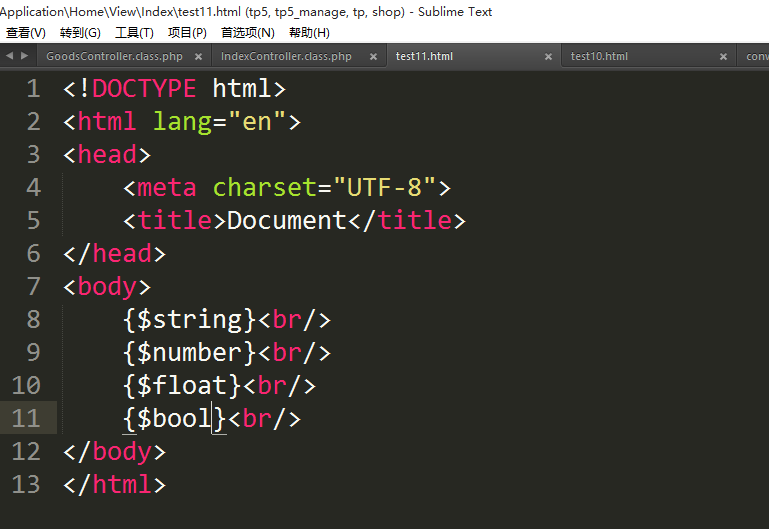 Application\Home\View\Index\test11.html (tp5, tp5_manage, tp, shop) - Sublime Text
查看(V) 转到(G) 工具(T) 项目(P) 首选项(N) 帮助(H)
GoodsController.class.php × IndexController.class.php × test11.html × test10.html × conv
1 <!DOCTYPE html>
2 <html lang="en">
3 <head>
4 <meta charset="UTF-8">
5 <title>Document</title>
6 </head>
7 <body>
8 {$string}<br/>
9 {$number}<br/>
10 {$float}<br/>
11 {$bool}<br/>
12 </body>
13 </html>